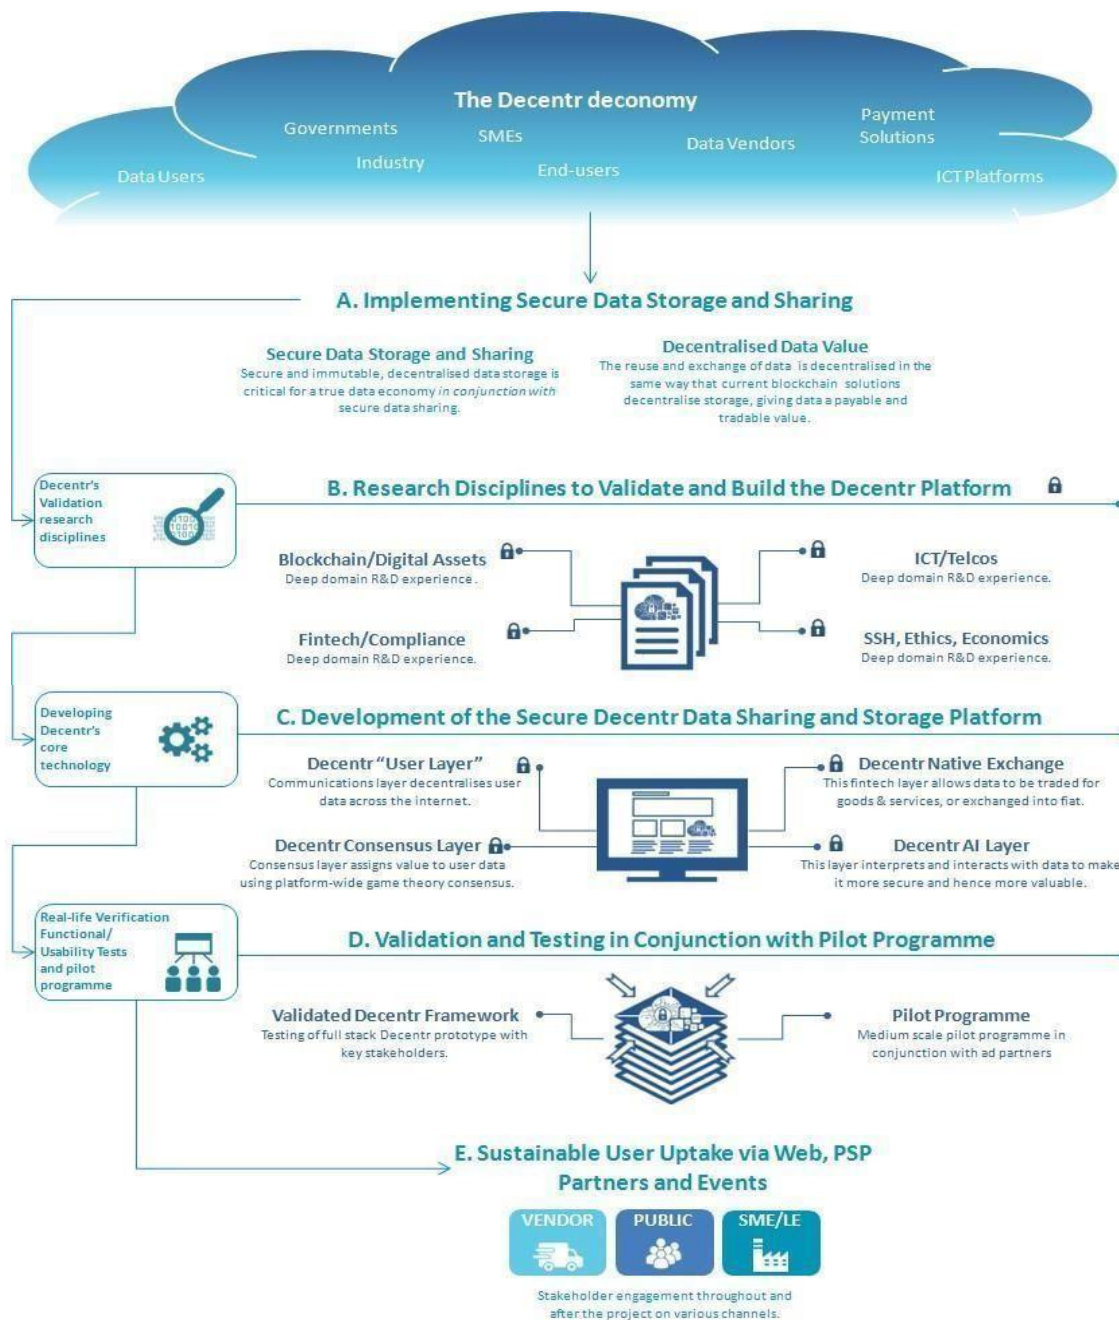 The Decentr deconomy
Governments
SMEs
Payment
Solutions
Data Vendors
Industry
End-users
Data Users
ICT Platforms
A. Implementing Secure Data Storage and Sharing
Secure Data Storage and Sharing
Secure and immutable, decentralised data storage is
critical for a true data economy in conjunction with
secure data sharing.
Decentralised Data Value
The reuse and exchange of data is decentralised in the
same way that current blockchain solutions
decentralise storage, giving data a payable and
tradable value.
Decentr's
Validation
research
disciplines
B. Research Disciplines to Validate and Build the Decentr Platform
Blockchain/Digital Assets
Deep domain R&D experience.
ICT/Telcos
Deep domain R&D experience.
Fintech/Compliance
Deep domain R&D experience.
SSH, Ethics, Economics
Deep domain R&D experience.
Developing
Decentr's
core
technology
C. Development of the Secure Decentr Data Sharing and Storage Platform
Decentr “User Layer”
Communications layer decentralises user
data across the internet.
Decentr Native Exchange
This fintech layer allows data to be traded for
goods & services, or exchanged into fiat.
Decentr Consensus Layer
Consensus layer assigns value to user data
using platform-wide game theory consensus.
Decentr AI Layer
This layer interprets and interacts with data to make
it more secure and hence more valuable.
Real-life Verification
Functional/
Usability Tests
and pilot
programme
D. Validation and Testing in Conjunction with Pilot Programme
Validated Decentr Framework
Testing of full stack Decentr prototype with
key stakeholders.
Pilot Programme
Medium scale pilot programme in
conjunction with ad partners
E. Sustainable User Uptake via Web, PSP
Partners and Events
VENDOR
PUBLIC
SME/LE
Stakeholder engagement throughout and
after the project on various channels.